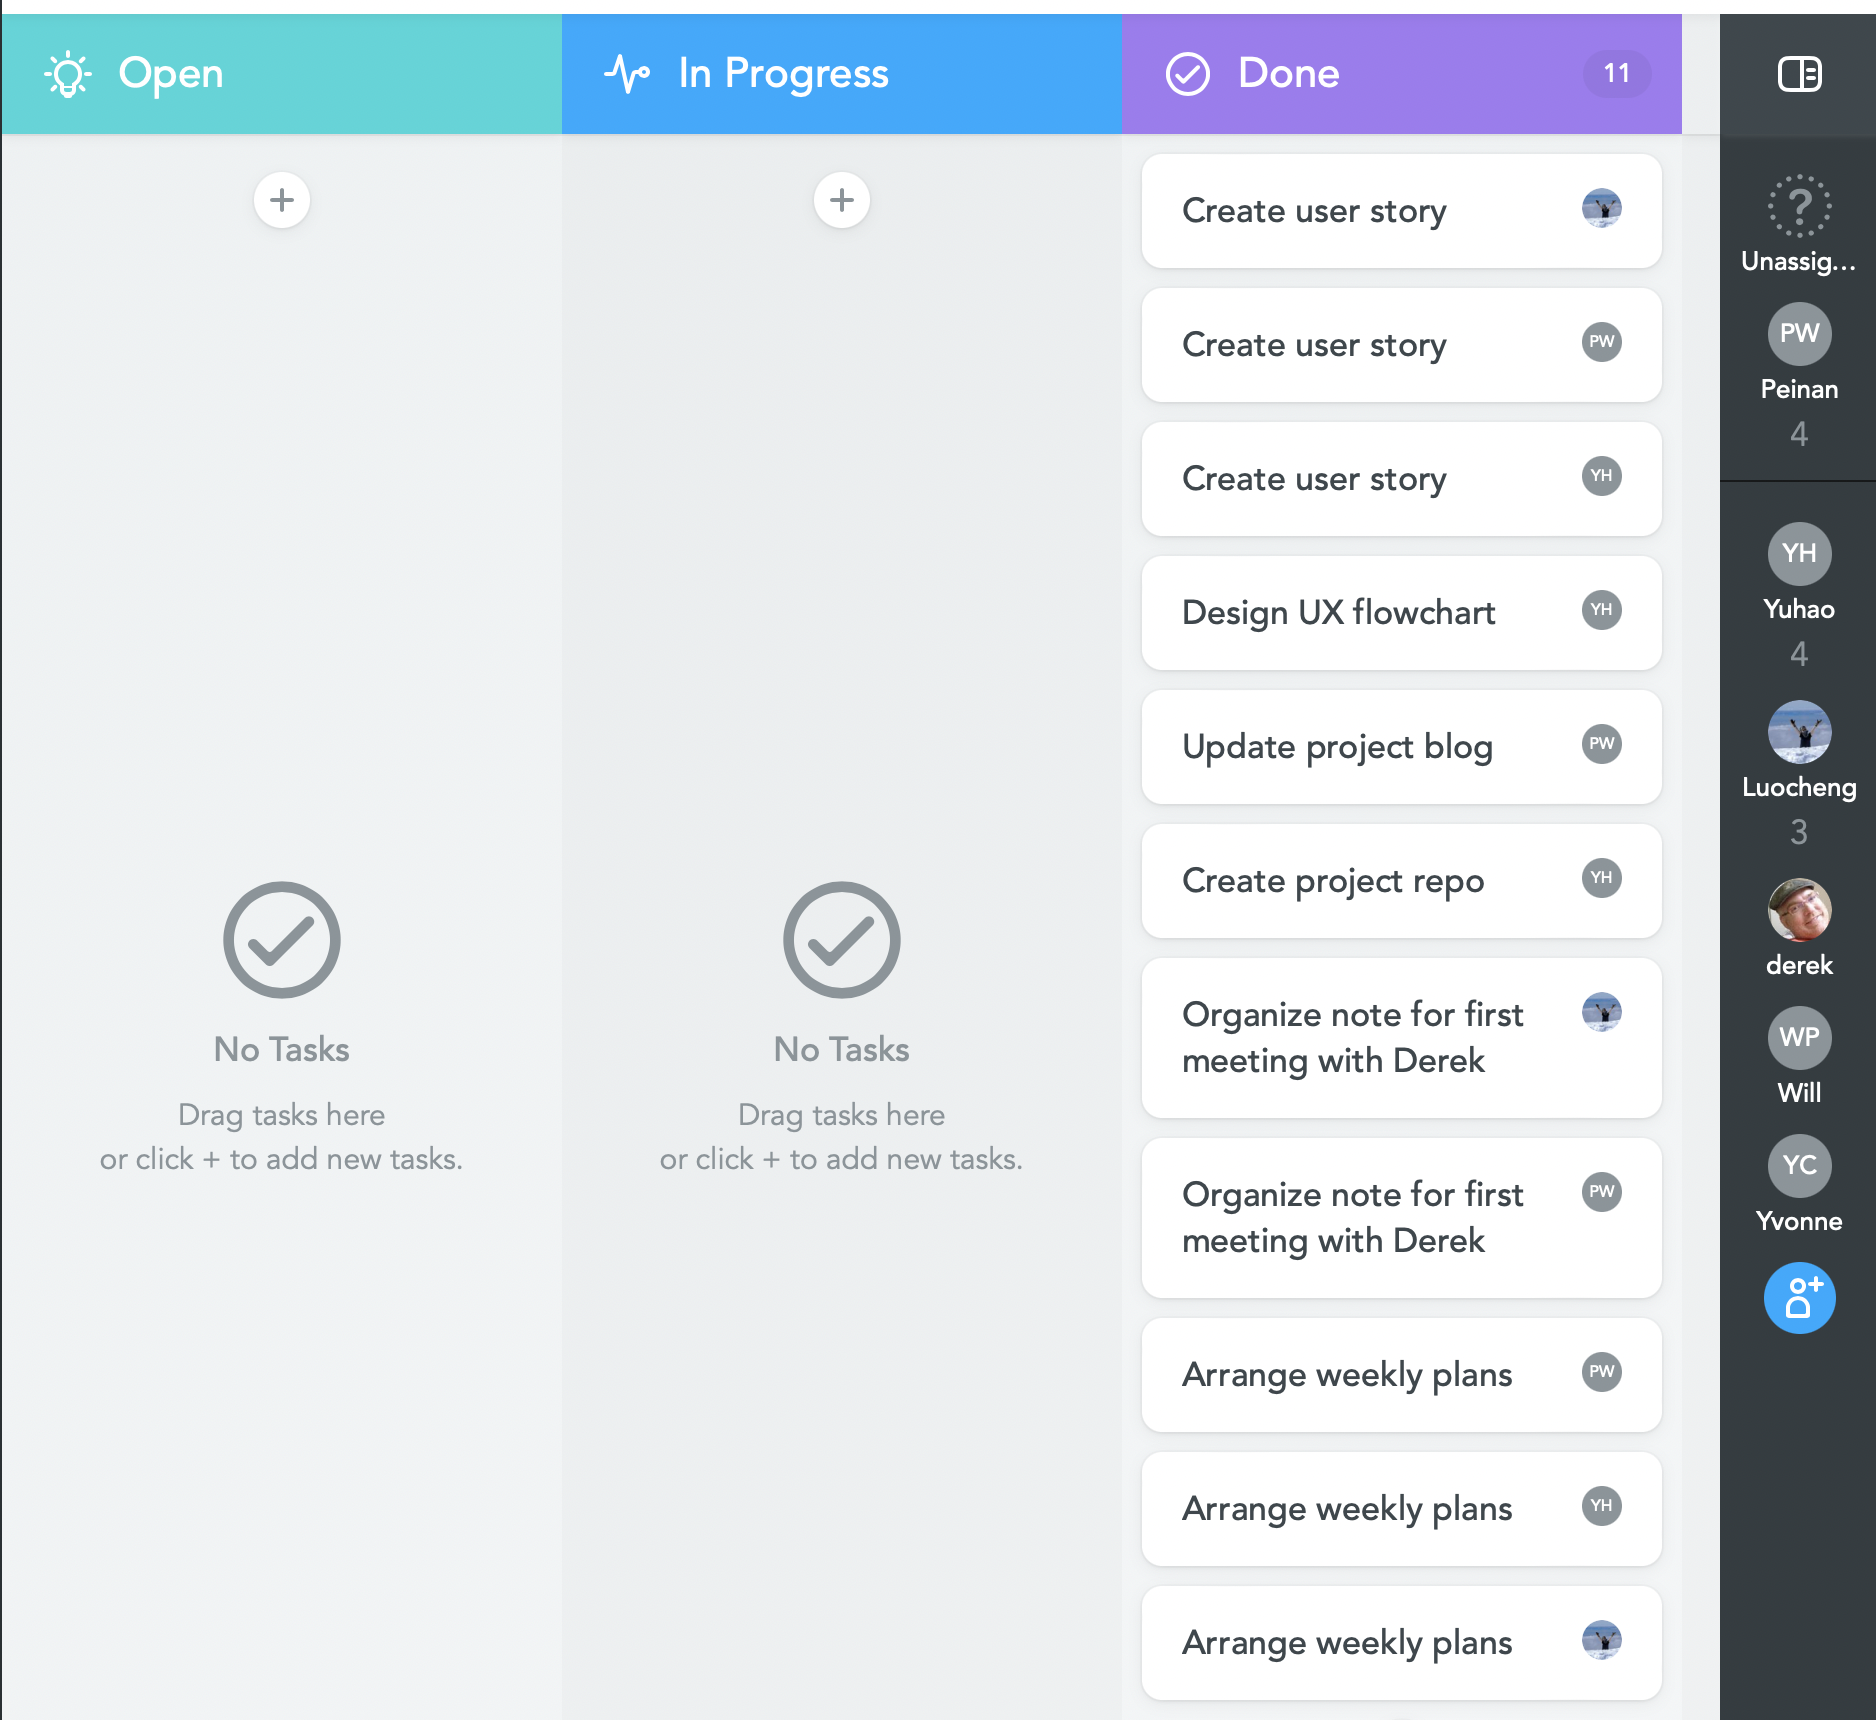 Open
In Progress
Done
11
+
+
No Tasks
Drag tasks here
or click + to add new tasks.
No Tasks
Drag tasks here
or click + to add new tasks.
Create user story
Create user story
PW
Create user story
YH
Design UX flowchart
YH
Update project blog
PW
Create project repo
YH
Organize note for first
meeting with Derek
Organize note for first
meeting with Derek
PW
Arrange weekly plans
PW
Arrange weekly plans
YH
Arrange weekly plans
?
Unassig...
PW
Peinan
4
YH
Yuhao
4
Luocheng
3
derek
WP
Will
YC
Yvonne